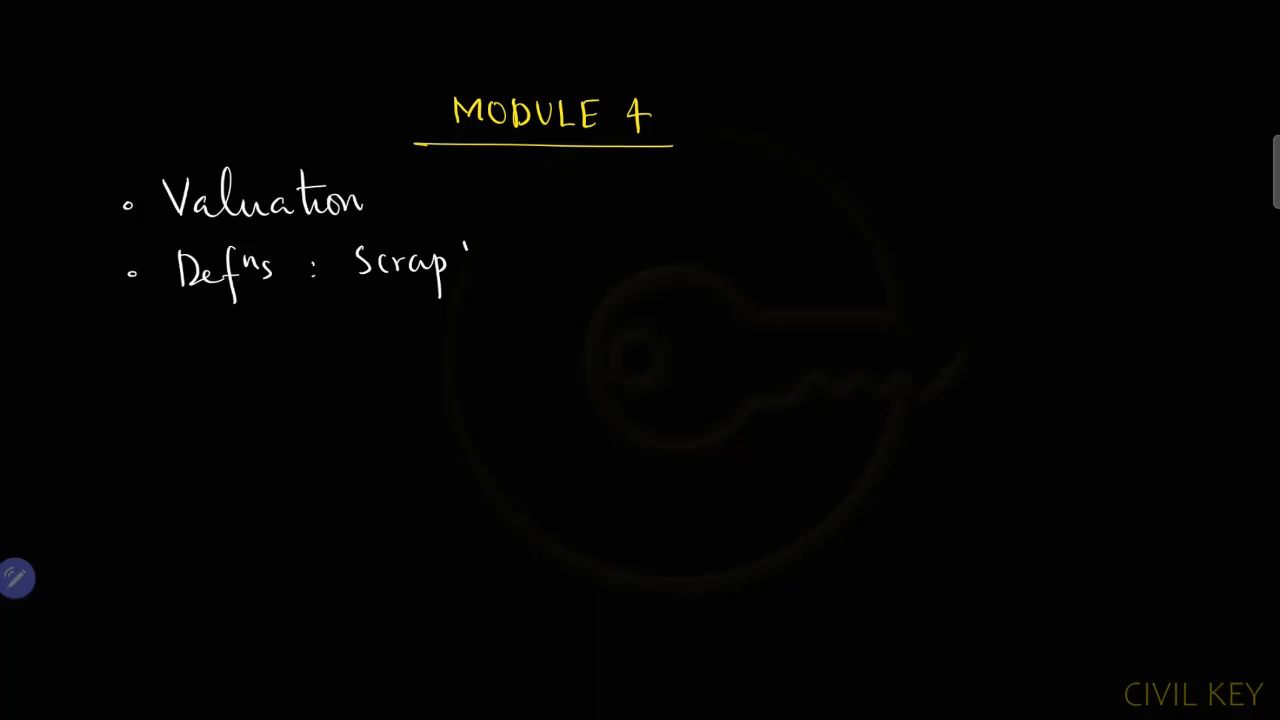 MODULE 4
• Valuation
• Defⁿs : Scrap
CIVIL KEY